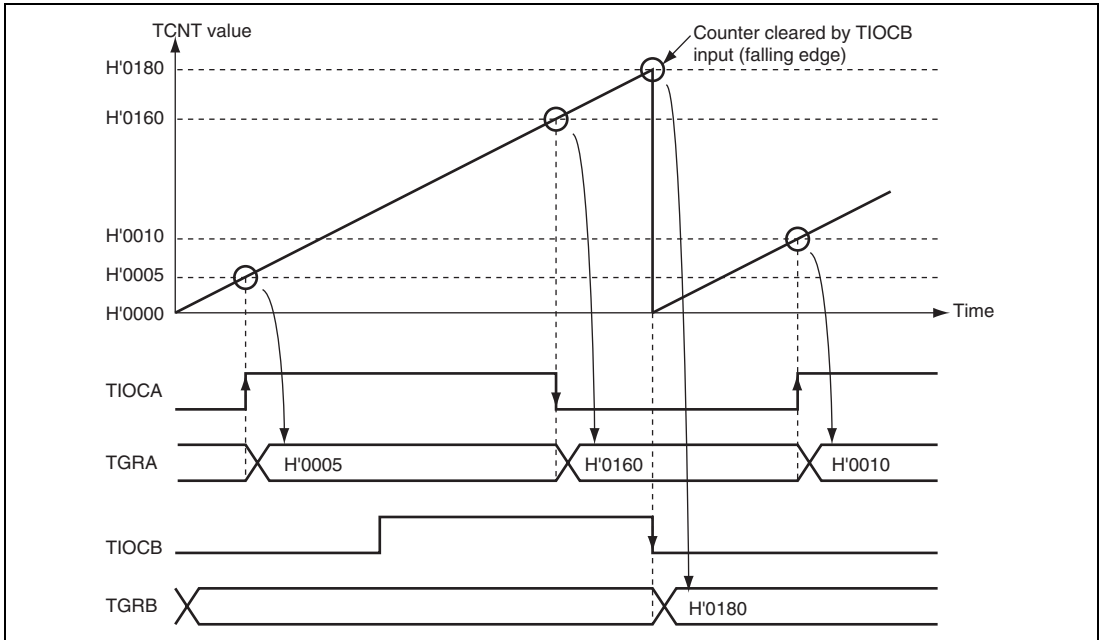 TCNT value
Counter cleared by TIOCB
input (falling edge)
H'0180
H'0160
H'0010
H'0005
H'0000
Time
TIOCA
TGRA
H'0005
H'0160
H'0010
TIOCB
TGRB
H'0180